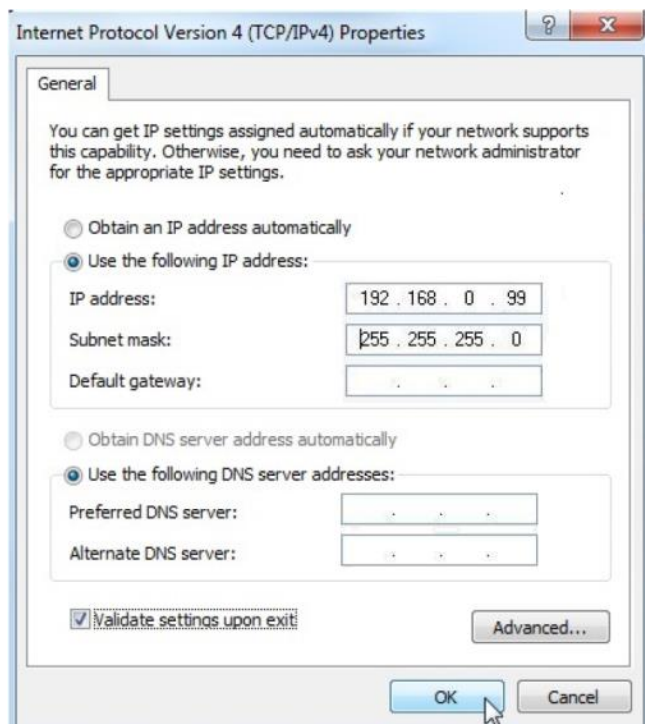 Internet Protocol Version 4 (TCP/IPv4) Properties
General
You can get IP settings assigned automatically if your network supports
this capability. Otherwise, you need to ask your network administrator
for the appropriate IP settings.
Obtain an IP address automatically
Use the following IP address:
IP address: 192 . 168 . 0 . 99
Subnet mask: 255 . 255 . 255 . 0
Default gateway: . . .
Obtain DNS server address automatically
Use the following DNS server addresses:
Preferred DNS server: . . .
Alternate DNS server: . . .
Validate settings upon exit
Advanced...
OK Cancel